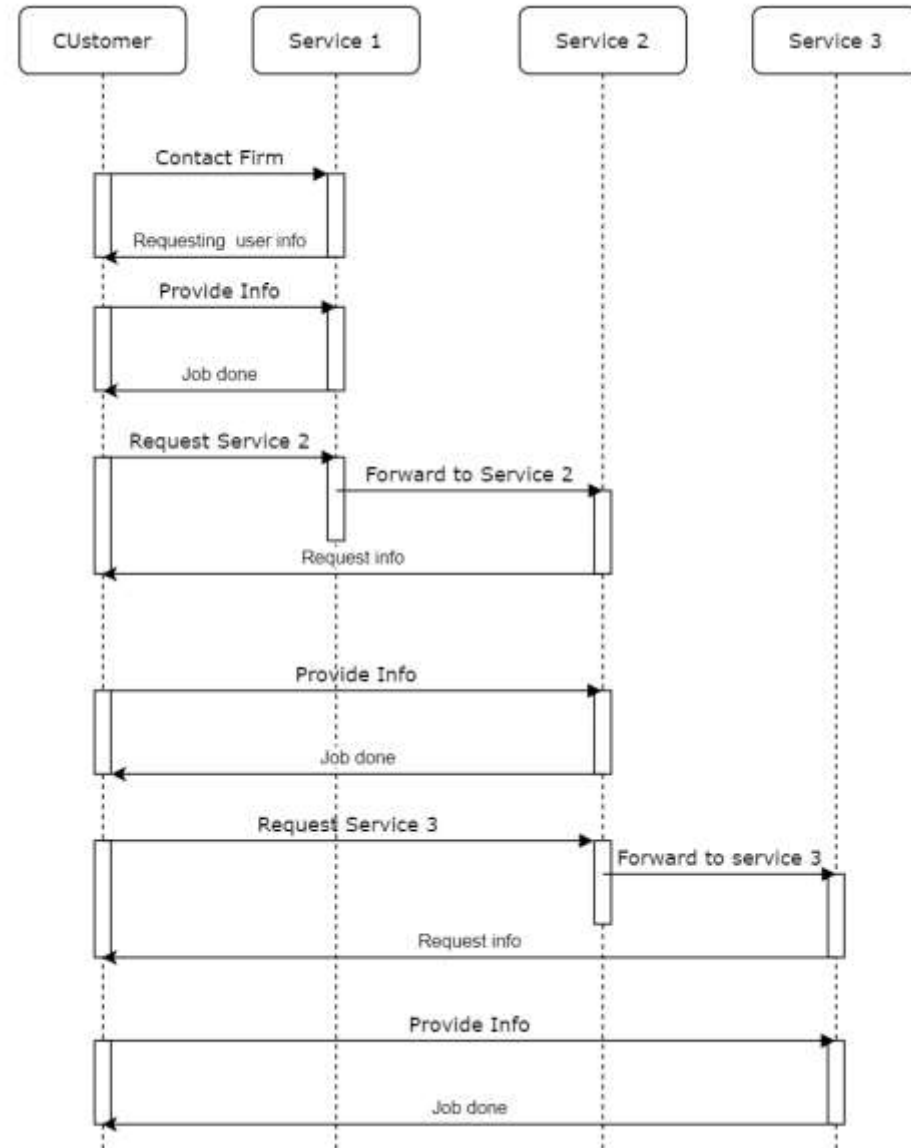 CUstomer
Service 1
Service 2
Service 3
Contact Firm
Requesting user info
Provide Info
Job done
Request Service 2
Forward to Service 2
Request info
Provide Info
Job done
Request Service 3
Forward to service 3
Request info
Provide Info
Job done